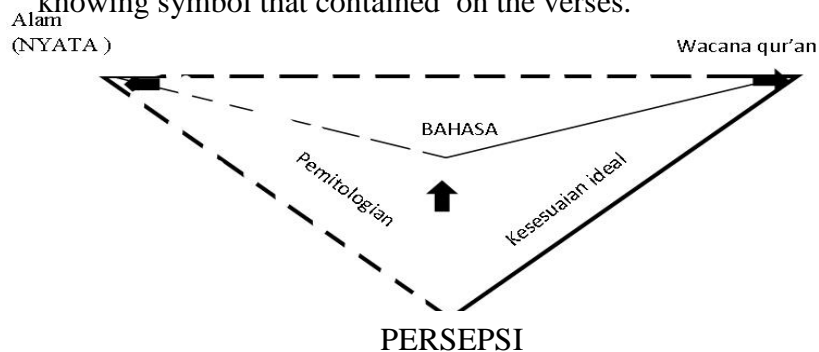 knowing symbol that contained on the verses.
Alam
(NYATA )
Wacana qur'an
BAHASA
Pemitologian
Kesesuaian ideal
PERSEPSI